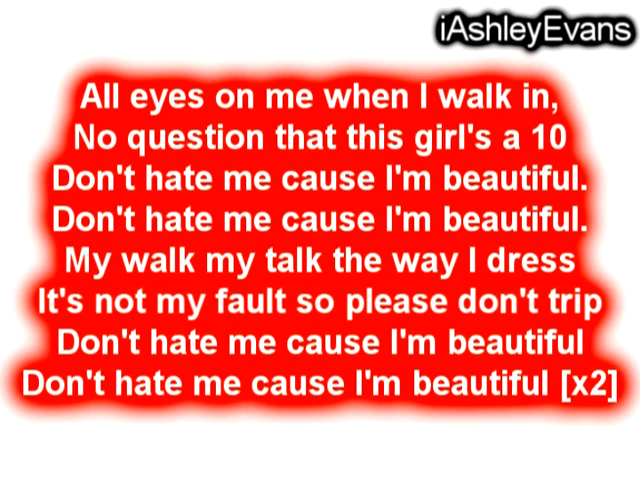 iAshleyEvans
All eyes on me when I walk in,
No question that this girl's a 10
Don't hate me cause I'm beautiful.
Don't hate me cause I'm beautiful.
My walk my talk the way I dress
It's not my fault so please don't trip
Don't hate me cause I'm beautiful
Don't hate me cause I'm beautiful [x2]